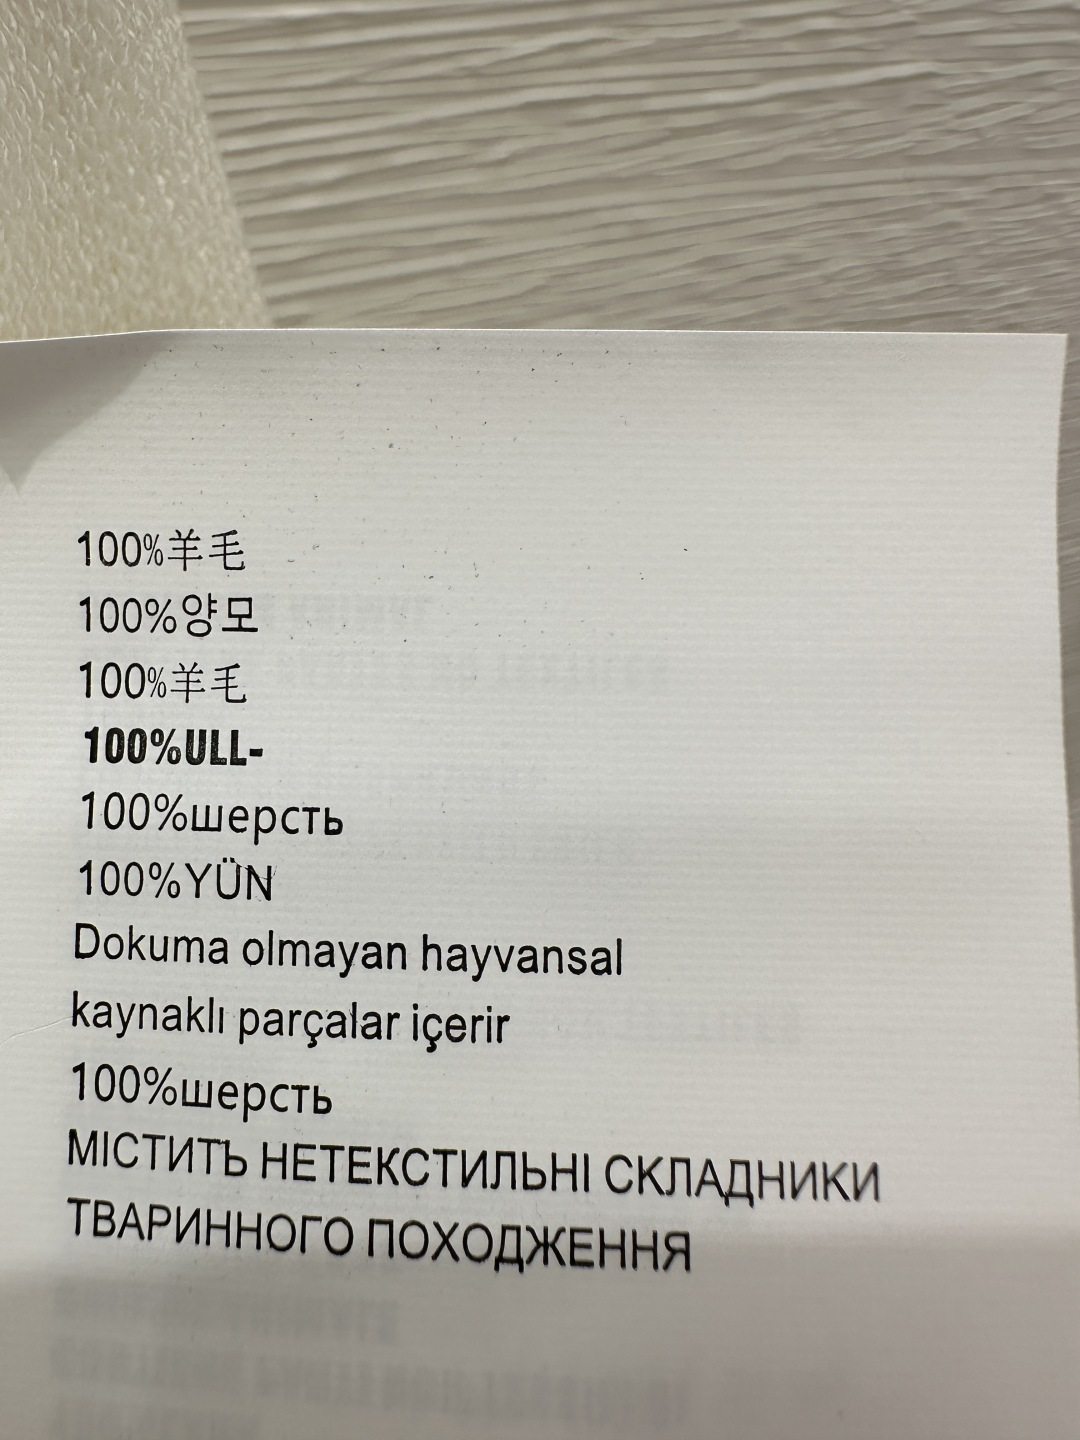 100%羊毛
100%양모
100%羊毛
100%ULL-
100%шерсть
100%YÜN
Dokuma olmayan hayvansal
kaynaklı parçalar içerir
100%шерсть
МІСТИТЬ НЕТЕКСТИЛЬНІ СКЛАДНИКИ
ТВАРИННОГО ПОХОДЖЕННЯ